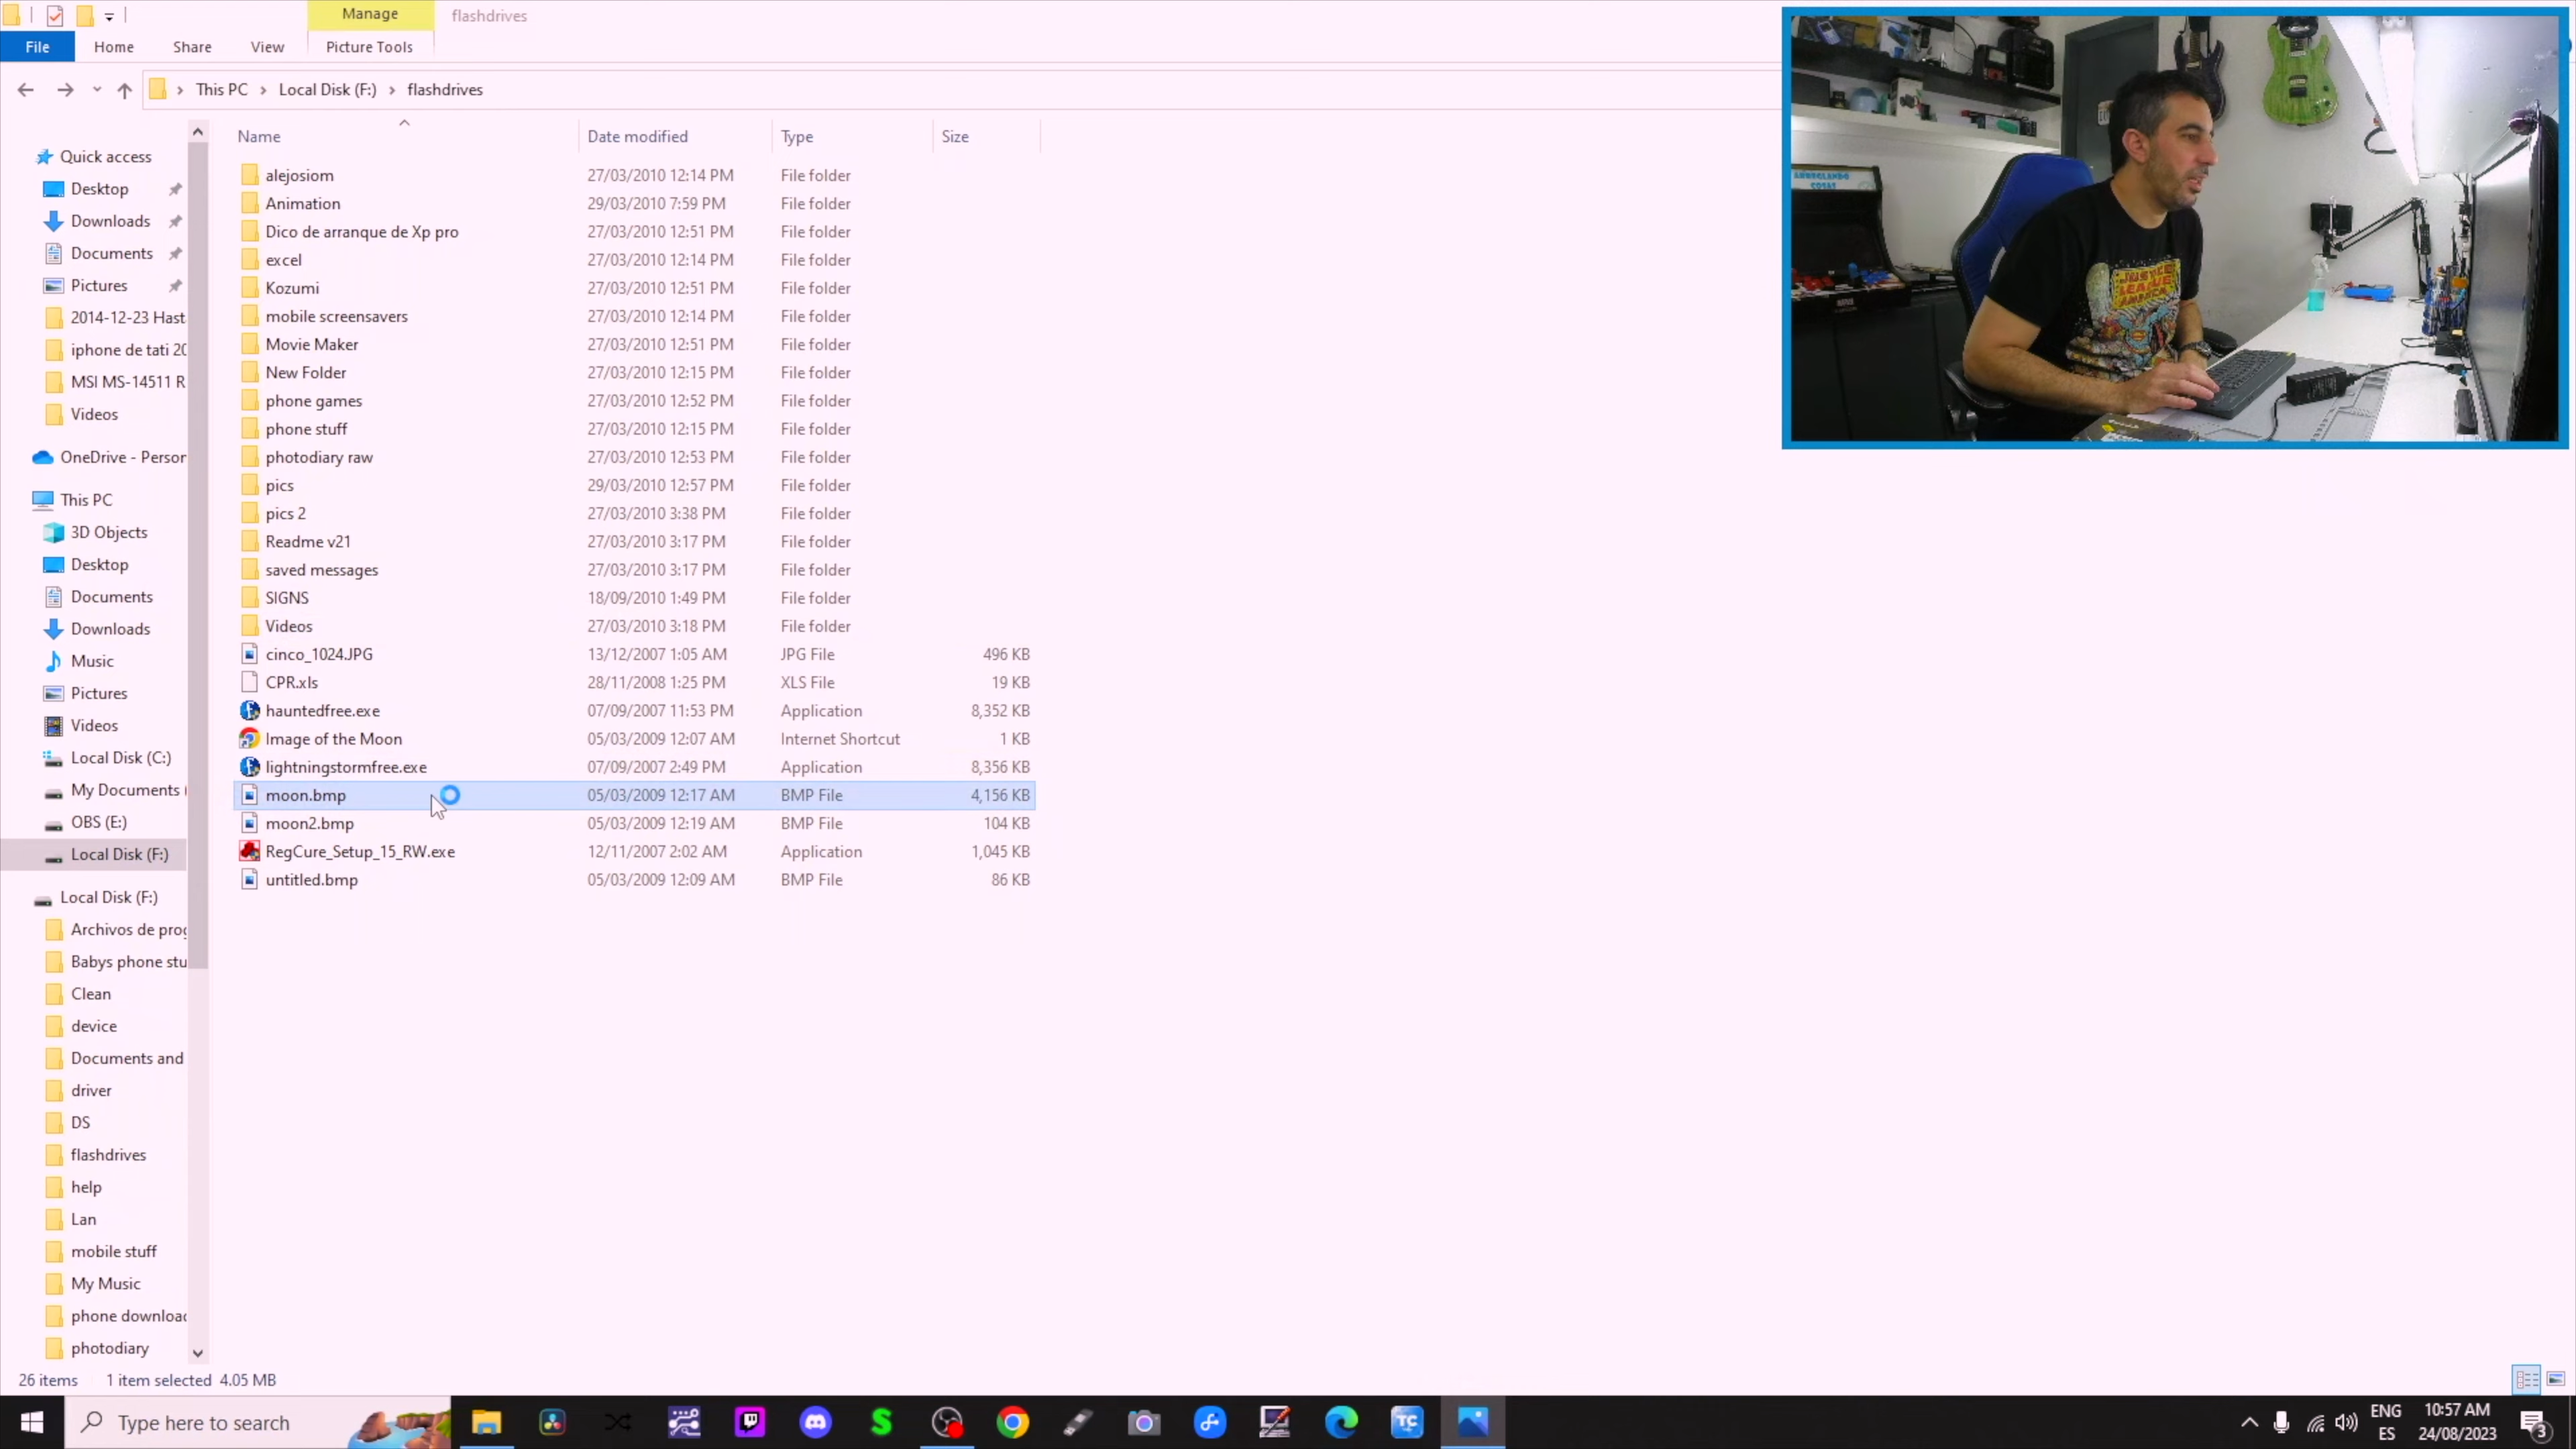 Manage
flashdrives
File
Home
Share
View
Picture Tools
This PC
Local Disk (F:)
flashdrives
Name
Date modified
Type
Size
Quick access
Desktop
Downloads
Documents
Pictures
2014-12-23 Hast
iphone de tati 20
MSI MS-14511 R
Videos
OneDrive - Person
This PC
3D Objects
Desktop
Documents
Downloads
Music
Pictures
Videos
Local Disk (C:)
My Documents (
OBS (E:)
Local Disk (F:)
Local Disk (F:)
Archivos de prog
Babys phone stu
Clean
device
Documents and
driver
DS
flashdrives
help
Lan
mobile stuff
My Music
phone downloac
photodiary
alejosiom 27/03/2010 12:14 PM File folder
Animation 29/03/2010 7:59 PM File folder
Dico de arranque de Xp pro 27/03/2010 12:51 PM File folder
excel 27/03/2010 12:14 PM File folder
Kozumi 27/03/2010 12:51 PM File folder
mobile screensavers 27/03/2010 12:14 PM File folder
Movie Maker 27/03/2010 12:51 PM File folder
New Folder 27/03/2010 12:15 PM File folder
phone games 27/03/2010 12:52 PM File folder
phone stuff 27/03/2010 12:15 PM File folder
photodiary raw 27/03/2010 12:53 PM File folder
pics 29/03/2010 12:57 PM File folder
pics 2 27/03/2010 3:38 PM File folder
Readme v21 27/03/2010 3:17 PM File folder
saved messages 27/03/2010 3:17 PM File folder
SIGNS 18/09/2010 1:49 PM File folder
Videos 27/03/2010 3:18 PM File folder
cinco_1024.JPG 13/12/2007 1:05 AM JPG File 496 KB
CPR.xls 28/11/2008 1:25 PM XLS File 19 KB
hauntedfree.exe 07/09/2007 11:53 PM Application 8,352 KB
Image of the Moon 05/03/2009 12:07 AM Internet Shortcut 1 KB
lightningstormfree.exe 07/09/2007 2:49 PM Application 8,356 KB
moon.bmp 05/03/2009 12:17 AM BMP File 4,156 KB
moon2.bmp 05/03/2009 12:19 AM BMP File 104 KB
RegCure_Setup_15_RW.exe 12/11/2007 2:02 AM Application 1,045 KB
untitled.bmp 05/03/2009 12:09 AM BMP File 86 KB
ARREGLANDO
COSAS
JUSTICE
LEAGUE
AMERICA
26 items 1 item selected 4.05 MB
Type here to search
TC
ENG
ES
10:57 AM
24/08/2023
3